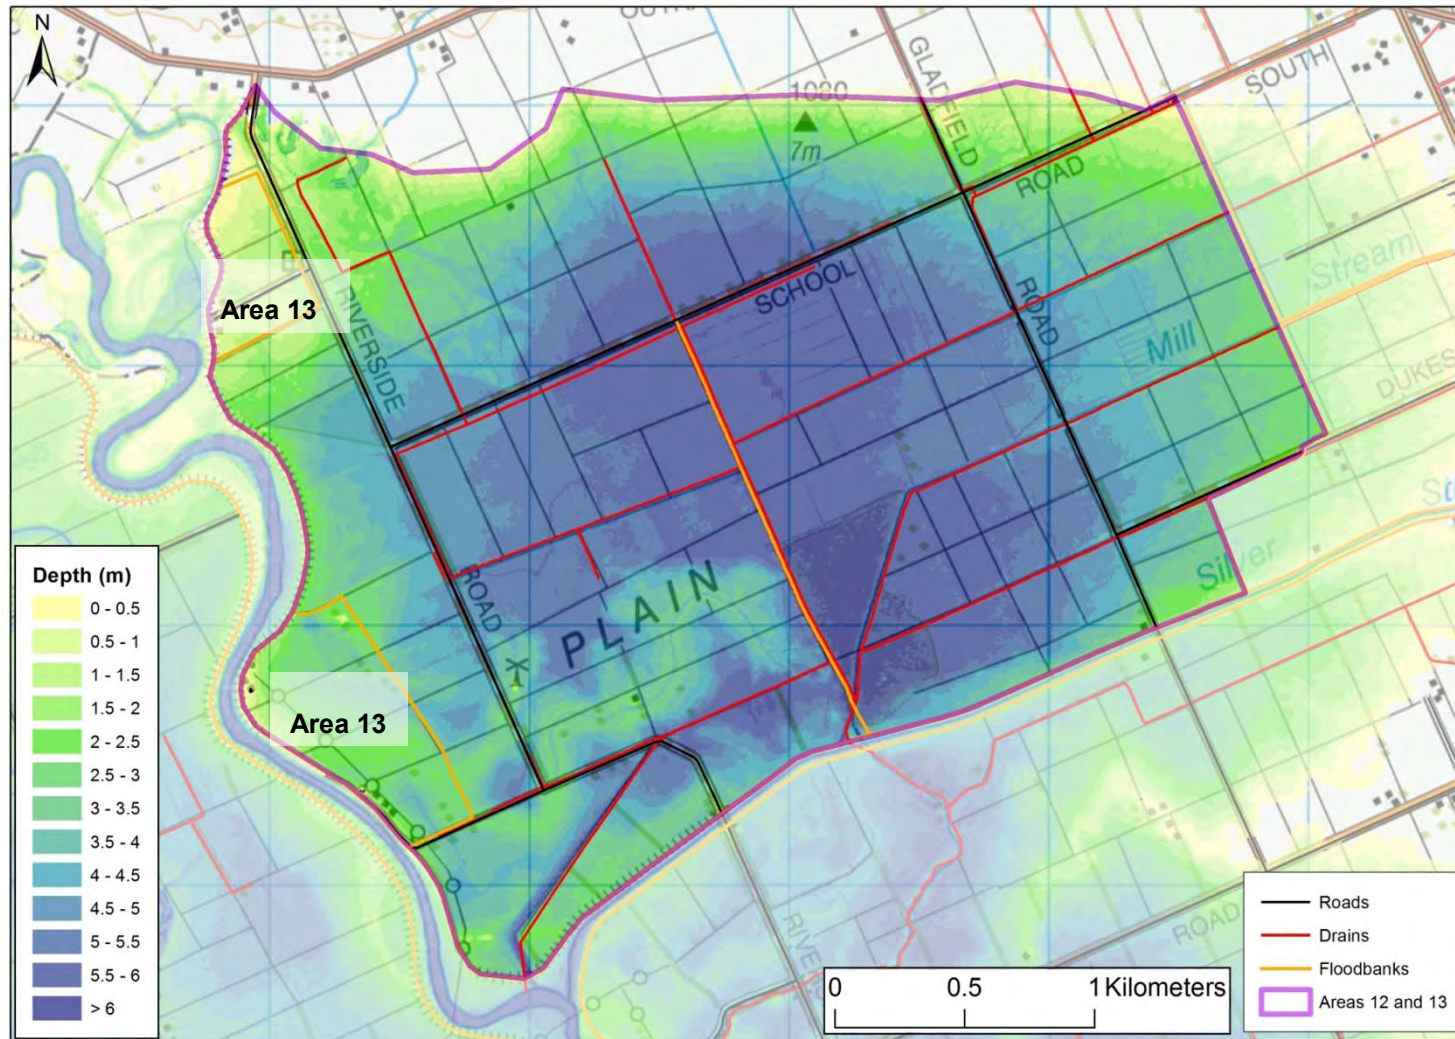 N
GLADFIELD
SOUTH
1080
7m
ROAD
Area 13
RIVERSIDE
SCHOOL
ROAD
Stream
Mill
DUKES
PLAIN
ROAD
Silver
Area 13
RIVE
ROAD
Depth (m)
0 - 0.5
0.5 - 1
1 - 1.5
1.5 - 2
2 - 2.5
2.5 - 3
3 - 3.5
3.5 - 4
4 - 4.5
4.5 - 5
5 - 5.5
5.5 - 6
> 6
0 0.5 1 Kilometers
Roads
Drains
Floodbanks
Areas 12 and 13